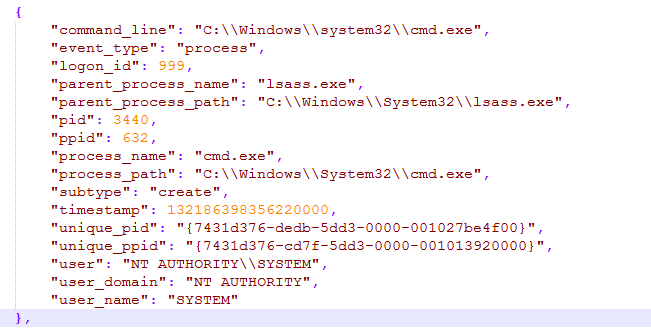 {
"command_line": "C:\\Windows\\system32\\cmd.exe",
"event_type": "process",
"logon_id": 999,
"parent_process_name": "lsass.exe",
"parent_process_path": "C:\\Windows\\System32\\lsass.exe",
"pid": 3440,
"ppid": 632,
"process_name": "cmd.exe",
"process_path": "C:\\Windows\\System32\\cmd.exe",
"subtype": "create",
"timestamp": 132186398356220000,
"unique_pid": "{7431d376-dedb-5dd3-0000-001027be4f00}",
"unique_ppid": "{7431d376-cd7f-5dd3-0000-001013920000}",
"user": "NT AUTHORITY\\SYSTEM",
"user_domain": "NT AUTHORITY",
"user_name": "SYSTEM"
},